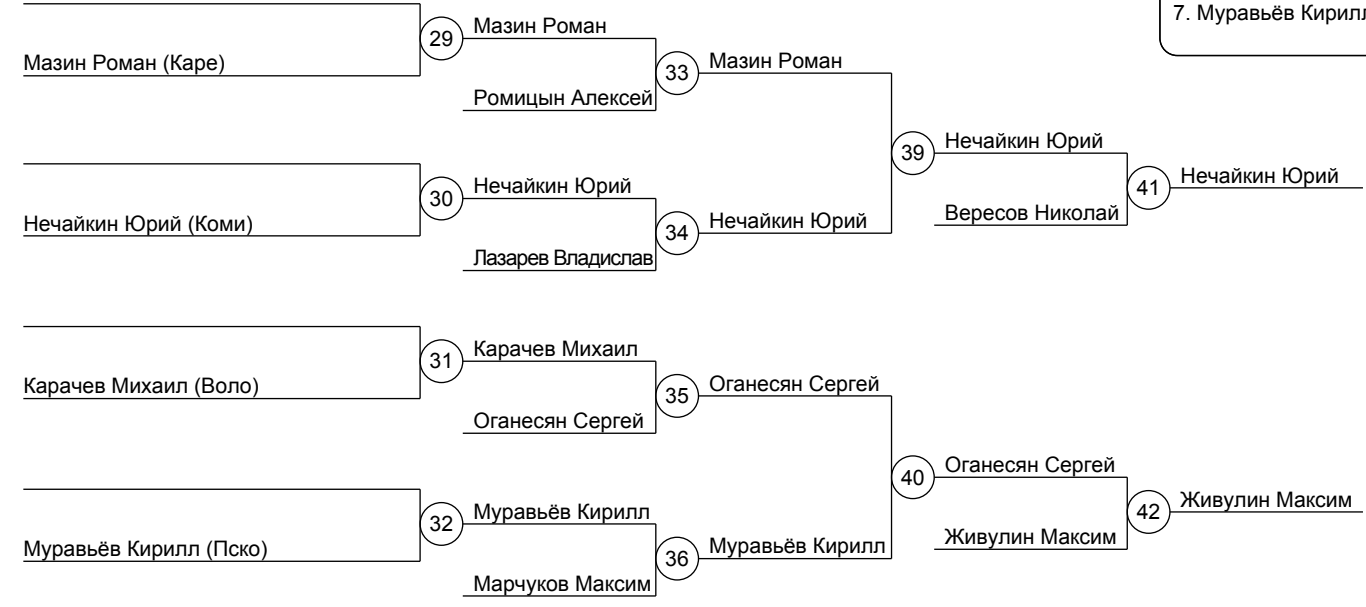 7. Муравьёв Кирилл
Мазин Роман (Каре)
29
Мазин Роман
Ромицын Алексей
33
Мазин Роман
Нечайкин Юрий (Коми)
30
Нечайкин Юрий
Лазарев Владислав
34
Нечайкин Юрий
39
Нечайкин Юрий
Вересов Николай
41
Нечайкин Юрий
Карачев Михаил (Воло)
31
Карачев Михаил
Оганесян Сергей
35
Оганесян Сергей
Муравьёв Кирилл (Пско)
32
Муравьёв Кирилл
Марчуков Максим
36
Муравьёв Кирилл
40
Оганесян Сергей
Живулин Максим
42
Живулин Максим